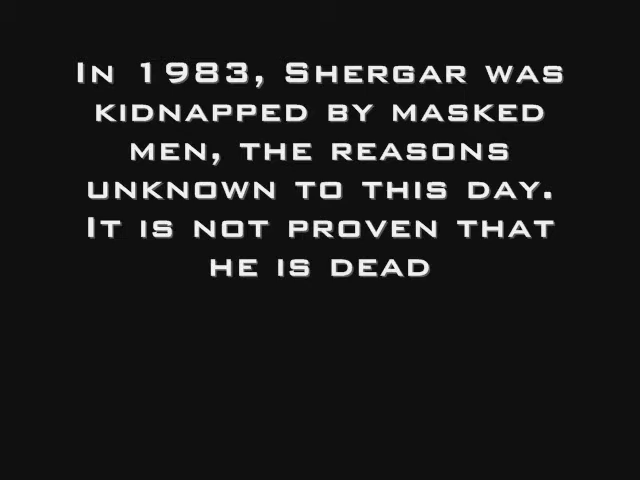 In 1983, Shergar was
kidnapped by masked
men, the reasons
unknown to this day.
It is not proven that
he is dead